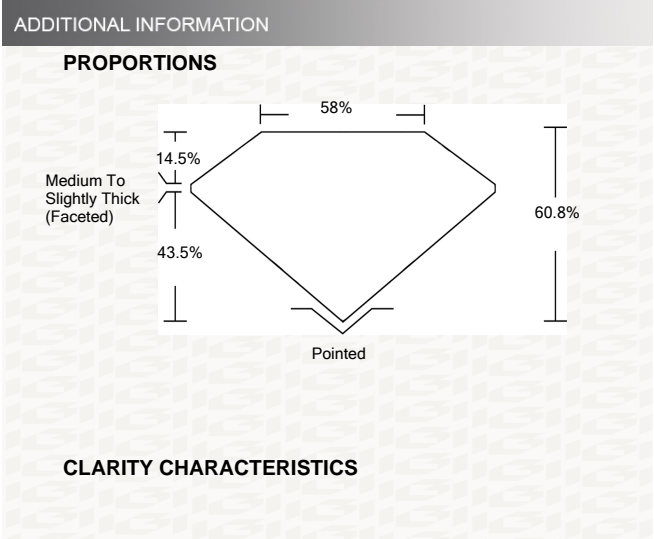 ADDITIONAL INFORMATION
PROPORTIONS
58%
14.5%
Medium To
Slightly Thick
(Faceted)
60.8%
43.5%
Pointed
CLARITY CHARACTERISTICS